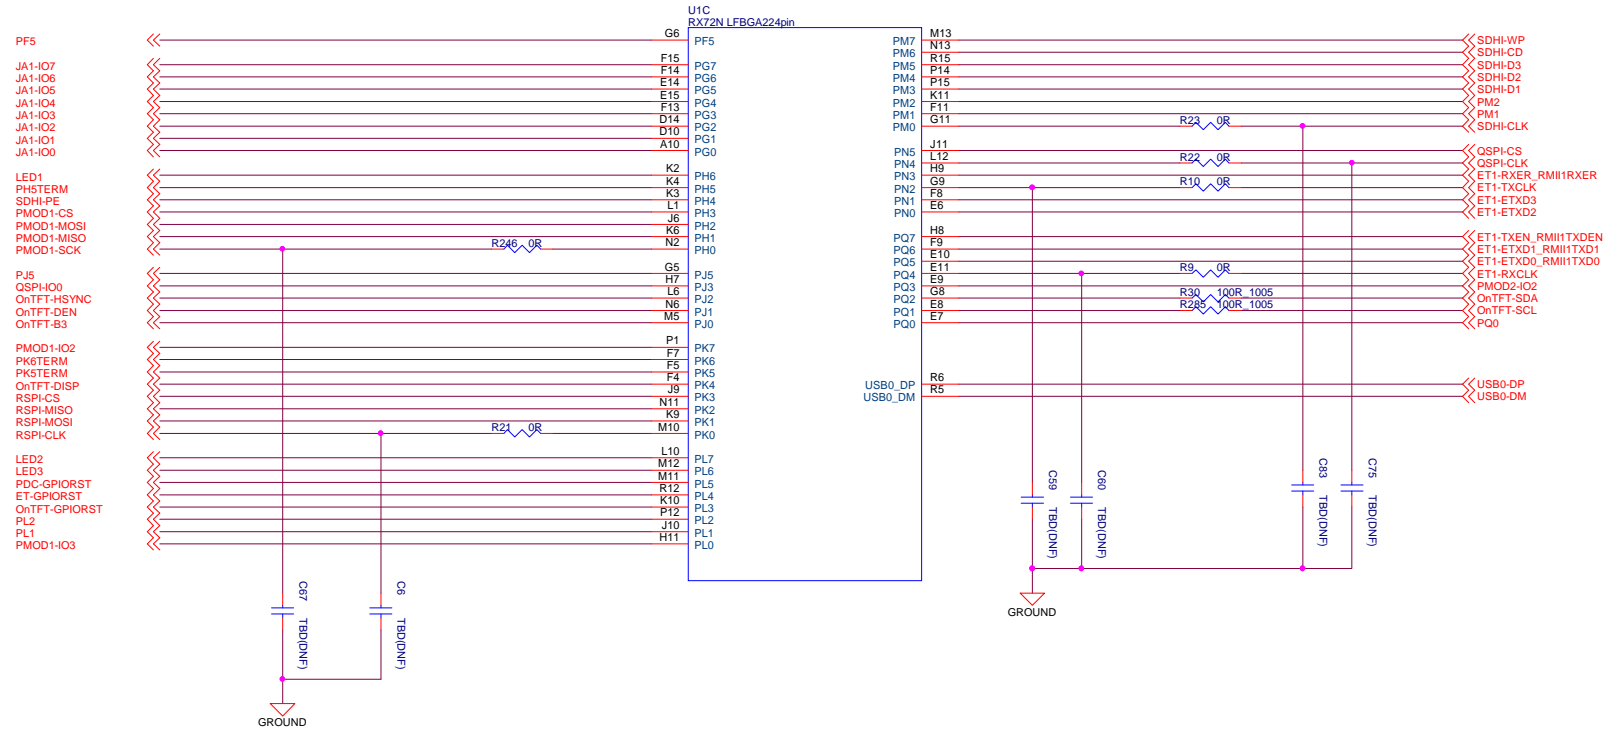 U1C
RX72N LFBGA224pin
PF5 G6 PF5
JA1-IO7 F15 PG7
JA1-IO6 F14 PG6
JA1-IO5 E14 PG5
JA1-IO4 E15 PG4
JA1-IO3 F13 PG3
JA1-IO2 D14 PG2
JA1-IO1 D10 PG1
JA1-IO0 A10 PG0
LED1 K2 PH6
PH5TERM K4 PH5
SDHI-PE K3 PH4
PMOD1-CS L1 PH3
PMOD1-MOSI J6 PH2
PMOD1-MISO K6 PH1
PMOD1-SCK R246 0R N2 PH0
PJ5 G5 PJ5
QSPI-IO0 H7 PJ3
OnTFT-HSYNC L6 PJ2
OnTFT-DEN N6 PJ1
OnTFT-B3 M5 PJ0
PMOD1-IO2 P1 PK7
PK6TERM F7 PK6
PK5TERM F5 PK5
OnTFT-DISP F4 PK4
RSPI-CS J9 PK3
RSPI-MISO N11 PK2
RSPI-MOSI K9 PK1
RSPI-CLK R21 0R M10 PK0
LED2 L10 PL7
LED3 M12 PL6
PDC-GPIORST M11 PL5
ET-GPIORST R12 PL4
OnTFT-GPIORST K10 PL3
PL2 P12 PL2
PL1 J10 PL1
PMOD1-IO3 H11 PL0
C67 TBD(DNF)
C6 TBD(DNF)
GROUND
PM7 M13 SDHI-WP
PM6 N13 SDHI-CD
PM5 R15 SDHI-D3
PM4 P14 SDHI-D2
PM3 P15 SDHI-D1
PM2 K11 PM2
PM1 F11 PM1
PM0 G11 R23 0R SDHI-CLK
PN5 J11 QSPI-CS
PN4 L12 R22 0R QSPI-CLK
PN3 H9 ET1-RXER_RMII1RXER
PN2 G9 R10 0R ET1-TXCLK
PN1 F8 ET1-ETXD3
PN0 E6 ET1-ETXD2
PQ7 H8 ET1-TXEN_RMII1TXDEN
PQ6 F9 ET1-ETXD1_RMII1TXD1
PQ5 E10 ET1-ETXD0_RMII1TXD0
PQ4 E11 R9 0R ET1-RXCLK
PQ3 E9 PMOD2-IO2
PQ2 G8 R30 100R_1005 OnTFT-SDA
PQ1 E8 R285 100R_1005 OnTFT-SCL
PQ0 E7 PQ0
USB0_DP R6 USB0-DP
USB0_DM R5 USB0-DM
C59 TBD(DNF)
C60 TBD(DNF)
C83 TBD(DNF)
C75 TBD(DNF)
GROUND